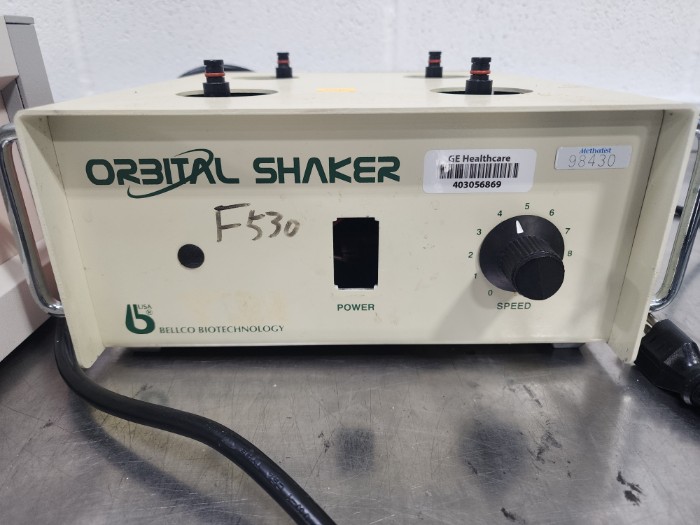 ORBITAL SHAKER
GE Healthcare
403056869
Methodist
98430
F530
0
1
2
3
4
5
6
7
8
POWER
SPEED
b
USA
®
BELLCO BIOTECHNOLOGY